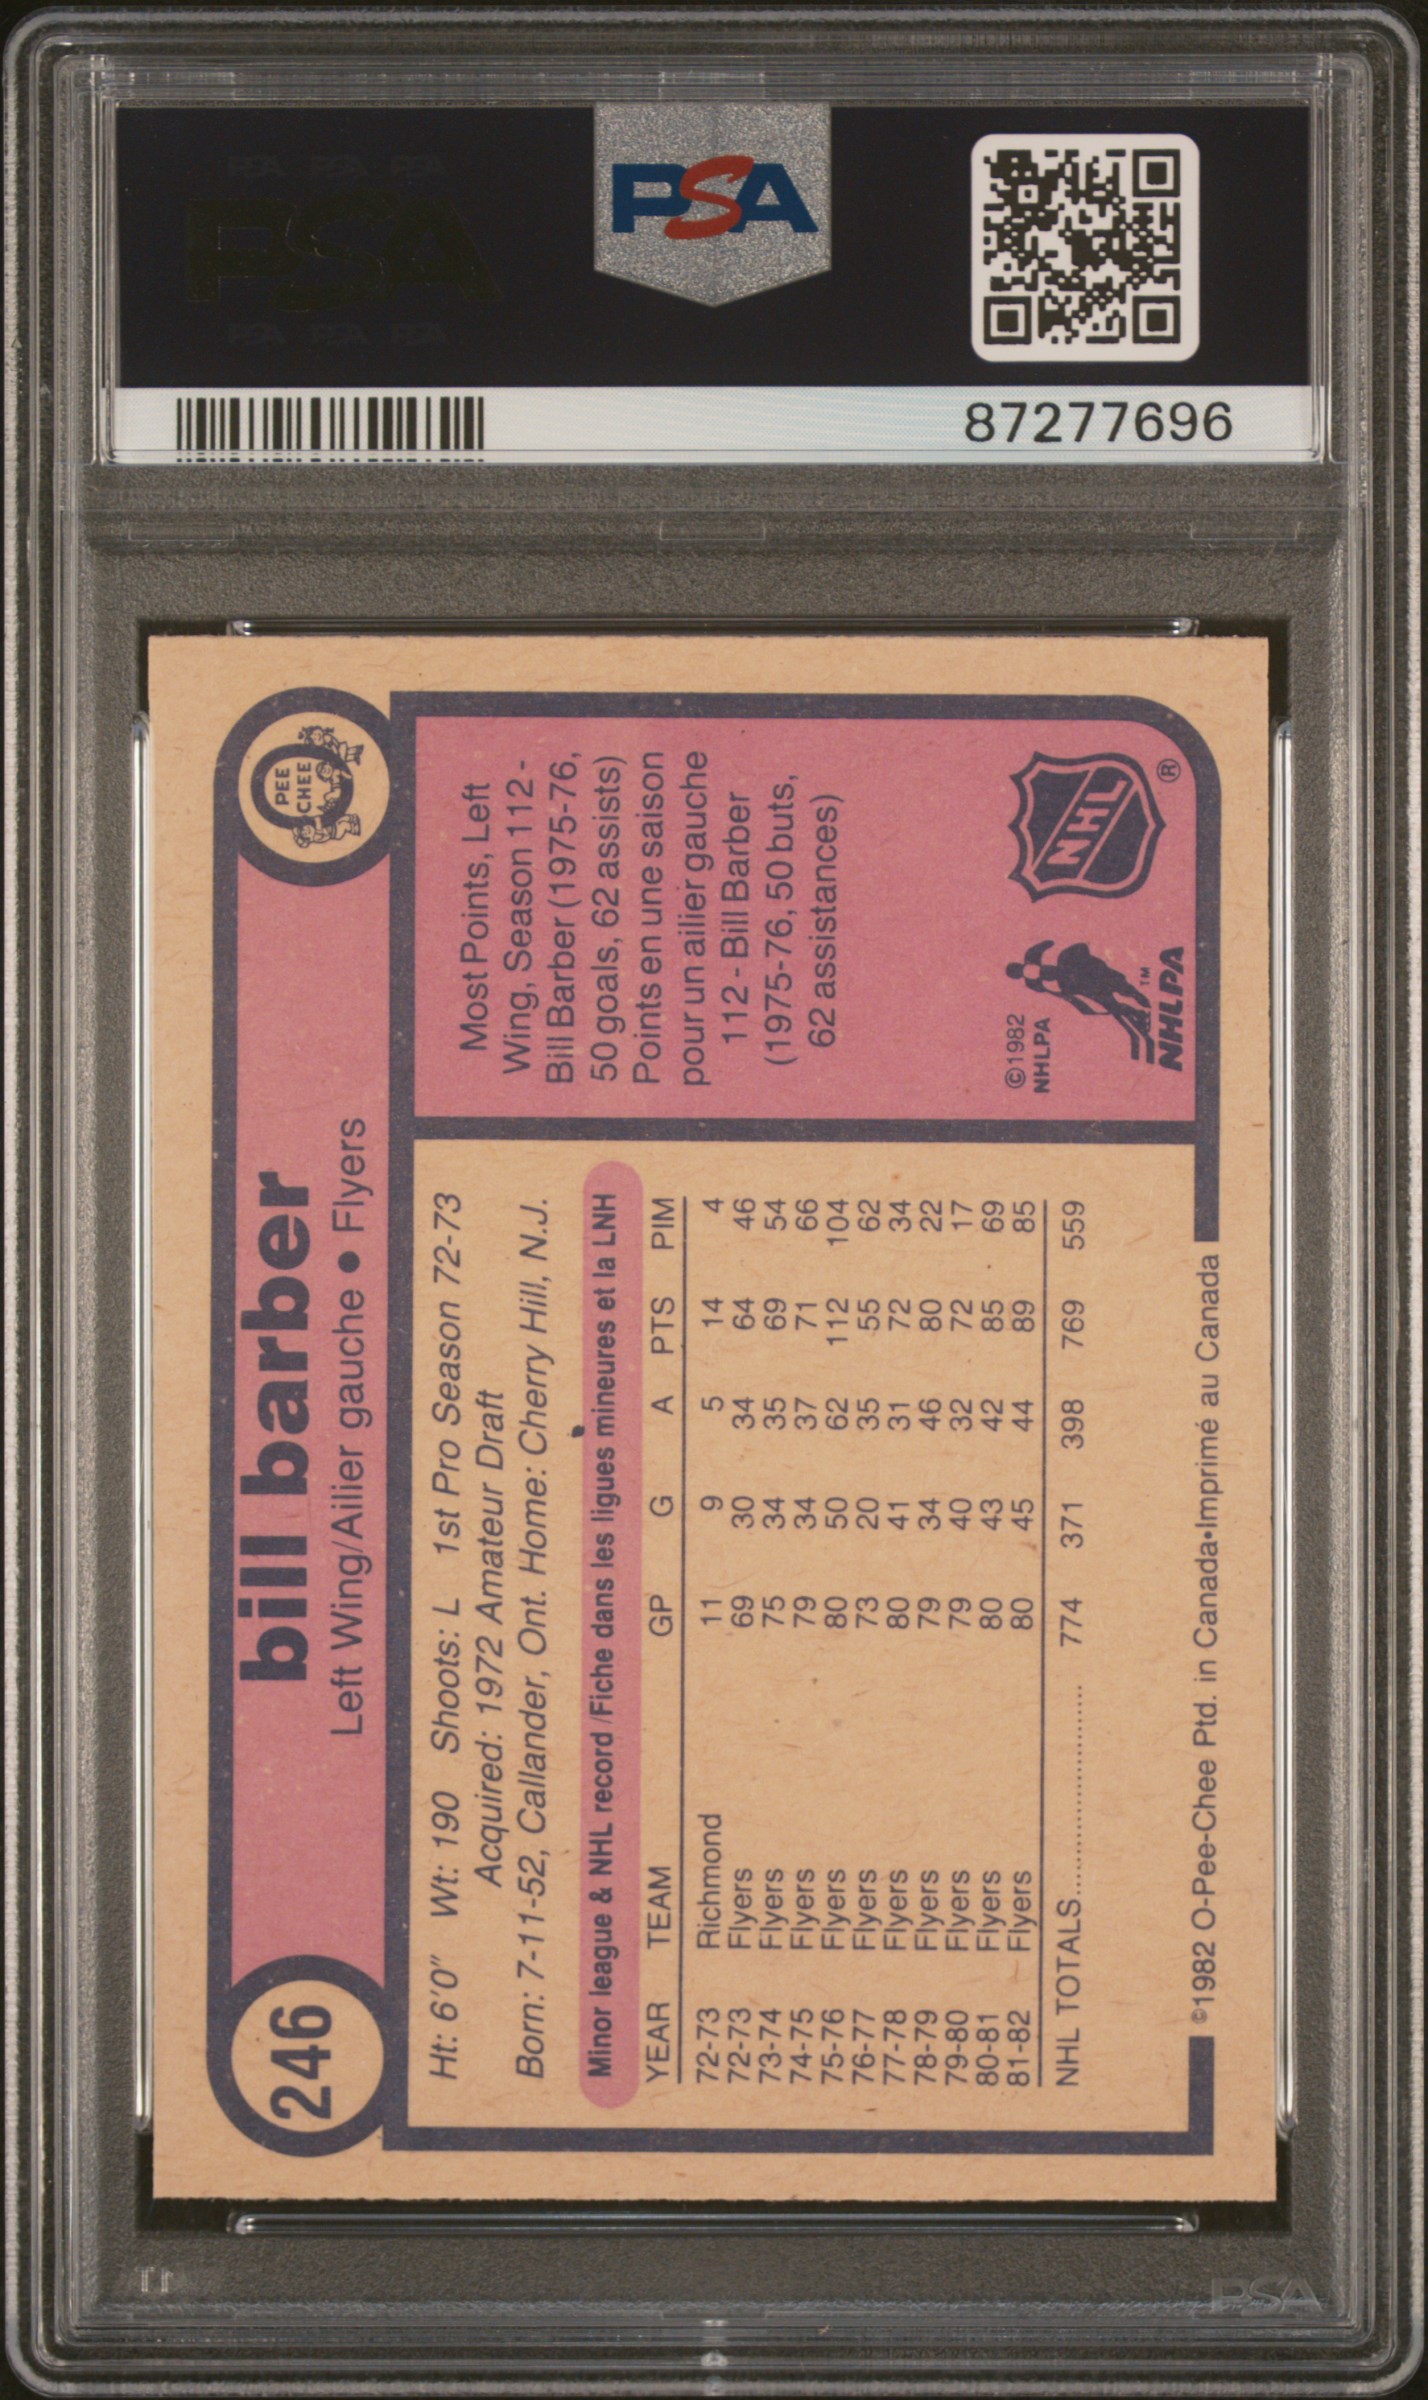 PSA
87277696
246
bill barber
Left Wing/Ailier gauche • Flyers
PEE
CHEE
Ht: 6'0" Wt: 190 Shoots: L 1st Pro Season 72-73
Acquired: 1972 Amateur Draft
Born: 7-11-52, Callander, Ont. Home: Cherry Hill, N.J.
Minor league & NHL record/Fiche dans les ligues mineures et la LNH
YEAR TEAM GP G A PTS PIM
72-73 Richmond 11 9 5 14 4
72-73 Flyers 69 30 34 64 46
73-74 Flyers 75 34 35 69 54
74-75 Flyers 79 34 37 71 66
75-76 Flyers 80 50 62 112 104
76-77 Flyers 73 20 35 55 62
77-78 Flyers 80 41 31 72 34
78-79 Flyers 79 34 46 80 22
79-80 Flyers 79 40 32 72 17
80-81 Flyers 80 43 42 85 69
81-82 Flyers 80 45 44 89 85
NHL TOTALS.................... 774 371 398 769 559
Most Points, Left
Wing, Season 112-
Bill Barber (1975-76,
50 goals, 62 assists)
Points en une saison
pour un ailier gauche
112 - Bill Barber
(1975-76, 50 buts,
62 assistances)
©1982
NHLPA
NHLPA™
NHL®
©1982 O-Pee-Chee Ptd. in Canada•Imprimé au Canada
PSA